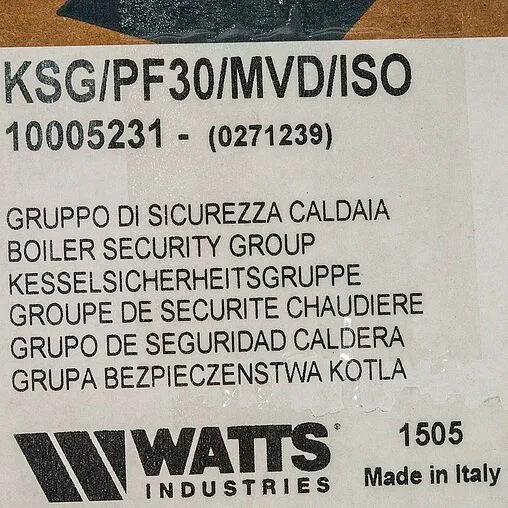 KSG/PF30/MVD/ISO
10005231 - (0271239)
GRUPPO DI SICUREZZA CALDAIA
BOILER SECURITY GROUP
KESSELSICHERHEITSGRUPPE
GROUPE DE SECURITE CHAUDIERE
GRUPO DE SEGURIDAD CALDERA
GRUPA BEZPIECZENSTWA KOTLA
WATTS® 1505
INDUSTRIES Made in Italy